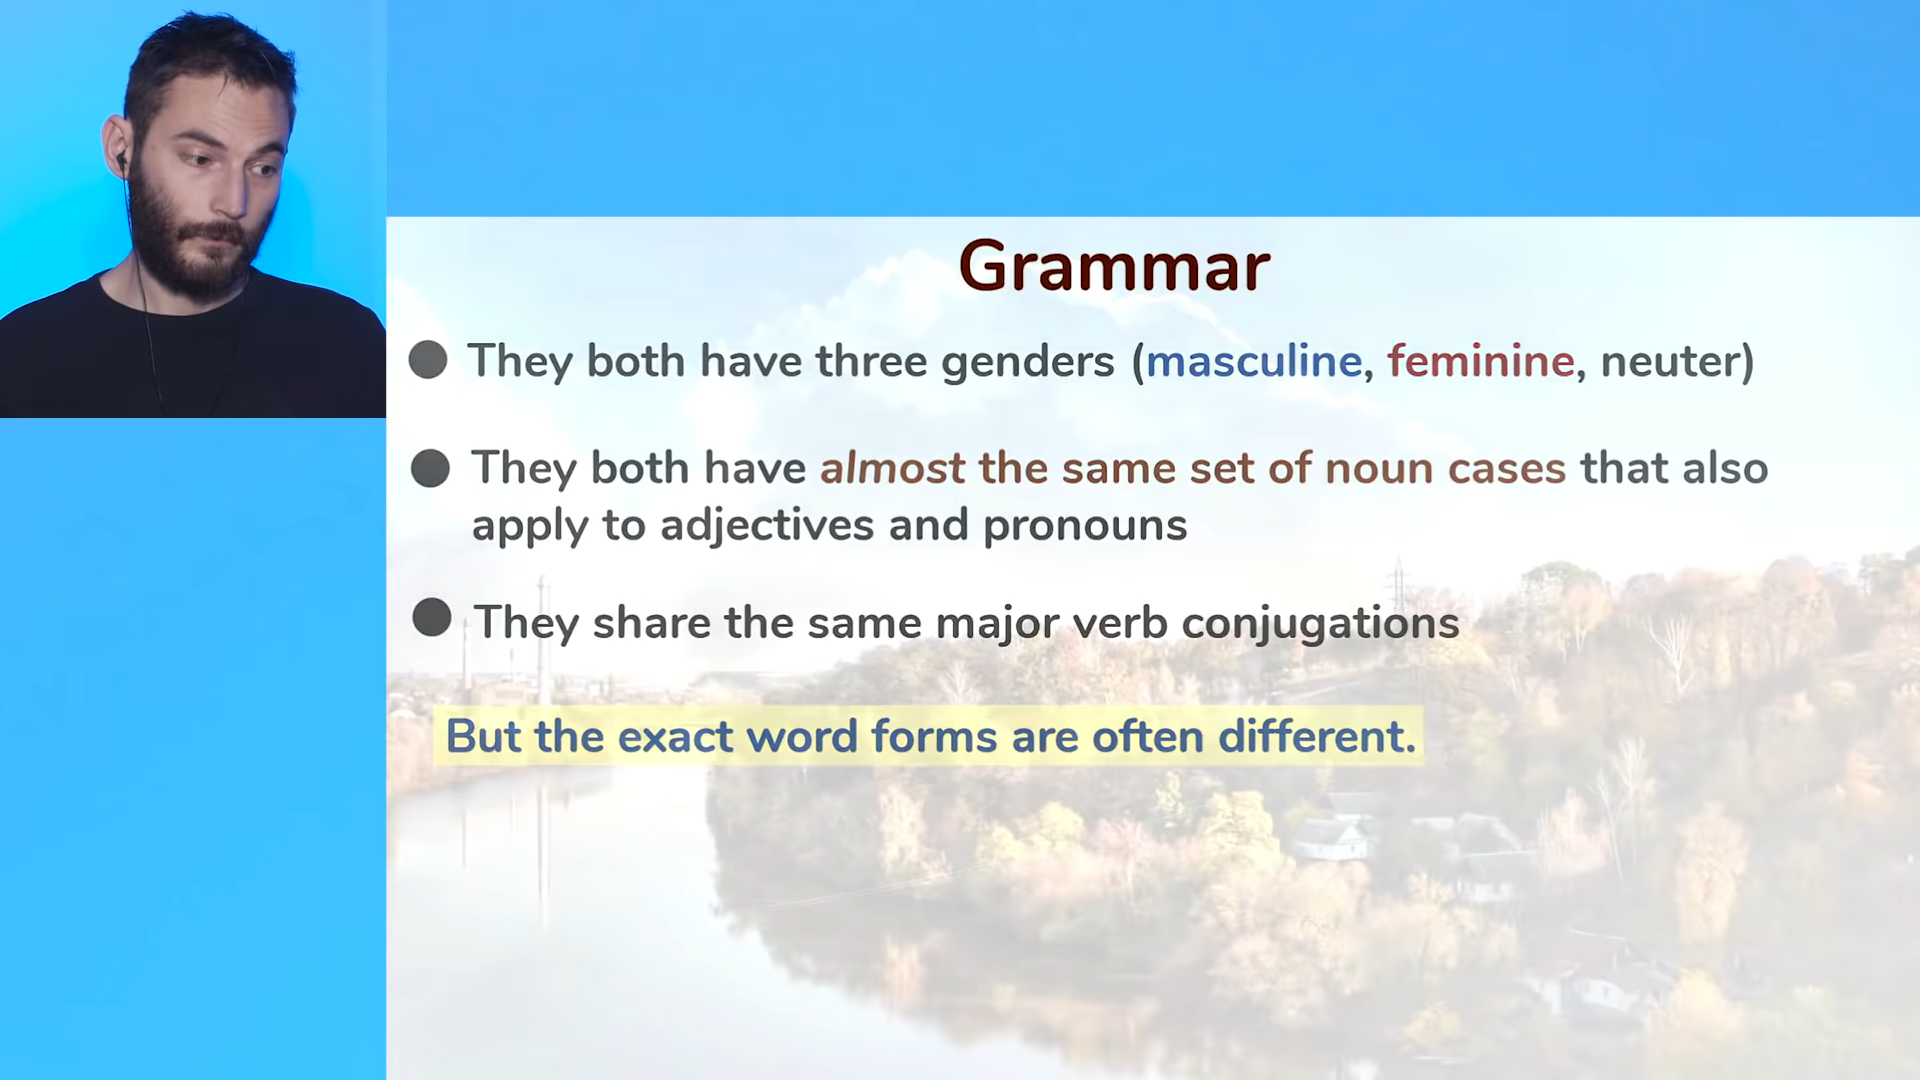 Grammar
They both have three genders (masculine, feminine, neuter)
They both have almost the same set of noun cases that also
apply to adjectives and pronouns
They share the same major verb conjugations
But the exact word forms are often different.